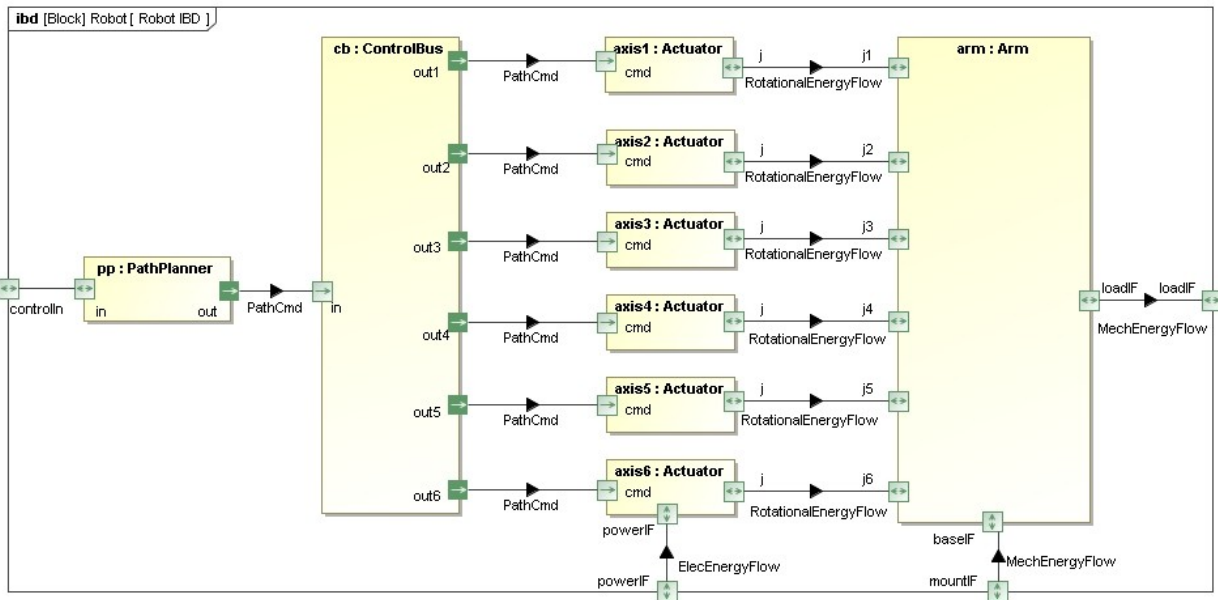 ibd [Block] Robot [ Robot IBD ]
cb : ControlBus
axis1 : Actuator
arm : Arm
out1
PathCmd
cmd
j
j1
RotationalEnergyFlow
axis2 : Actuator
out2
PathCmd
cmd
j
j2
RotationalEnergyFlow
axis3 : Actuator
out3
PathCmd
cmd
j
j3
RotationalEnergyFlow
pp : PathPlanner
controlIn
in
out
PathCmd
in
axis4 : Actuator
out4
PathCmd
cmd
j
j4
RotationalEnergyFlow
loadIF
loadIF
MechEnergyFlow
axis5 : Actuator
out5
PathCmd
cmd
j
j5
RotationalEnergyFlow
axis6 : Actuator
out6
PathCmd
cmd
j
j6
RotationalEnergyFlow
powerIF
baseIF
ElecEnergyFlow
MechEnergyFlow
powerIF
mountIF